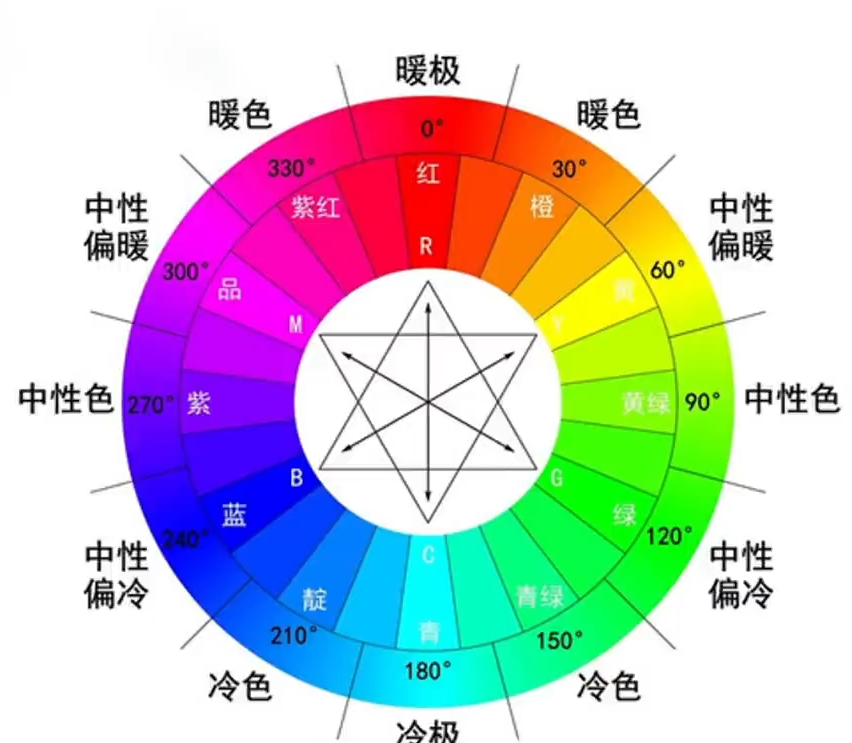 暖极
暖色
暖色
0°
330°
30°
红
紫红
橙
中性
偏暖
中性
偏暖
R
300°
60°
品
黄
M
Y
中性色
270°
紫
黄绿
90°
中性色
B
G
蓝
绿
240°
120°
C
中性
偏冷
中性
偏冷
靛
青
青绿
210°
150°
180°
冷色
冷色
冷极